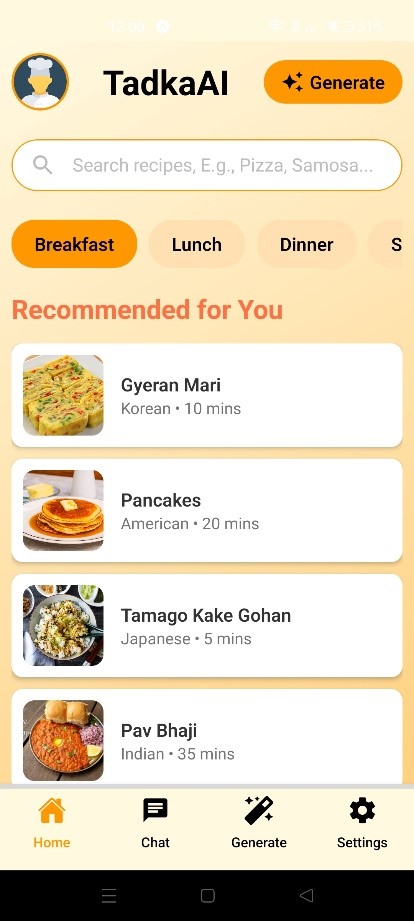 12:00
TadkaAI
Generate
Search recipes, E.g., Pizza, Samosa...
Breakfast
Lunch
Dinner
S
Recommended for You
Gyeran Mari
Korean • 10 mins
Pancakes
American • 20 mins
Tamago Kake Gohan
Japanese • 5 mins
Pav Bhaji
Indian • 35 mins
Home
Chat
Generate
Settings